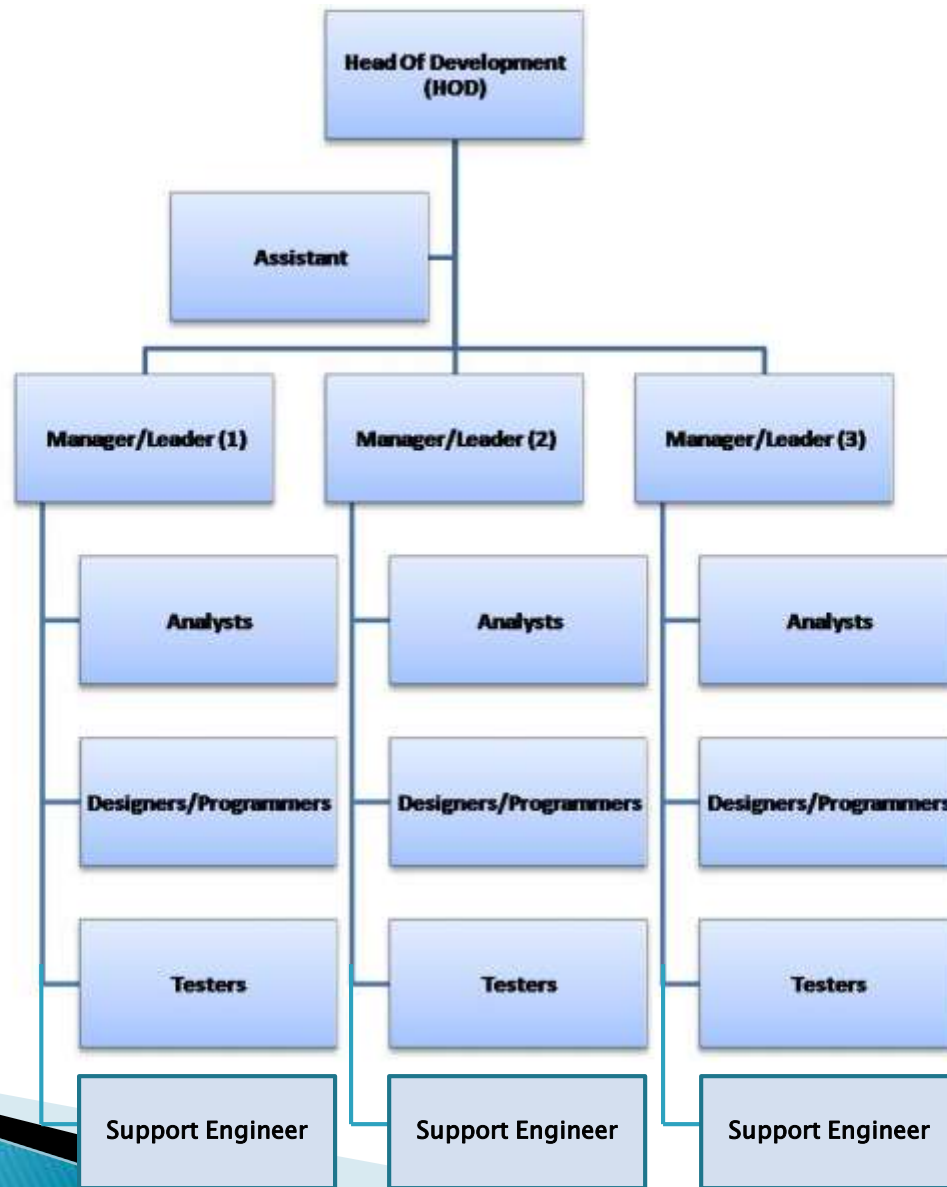 Head Of Development
(HOD)
Assistant
Manager/Leader (1)
Manager/Leader (2)
Manager/Leader (3)
Analysts
Analysts
Analysts
Designers/Programmers
Designers/Programmers
Designers/Programmers
Testers
Testers
Testers
Support Engineer
Support Engineer
Support Engineer